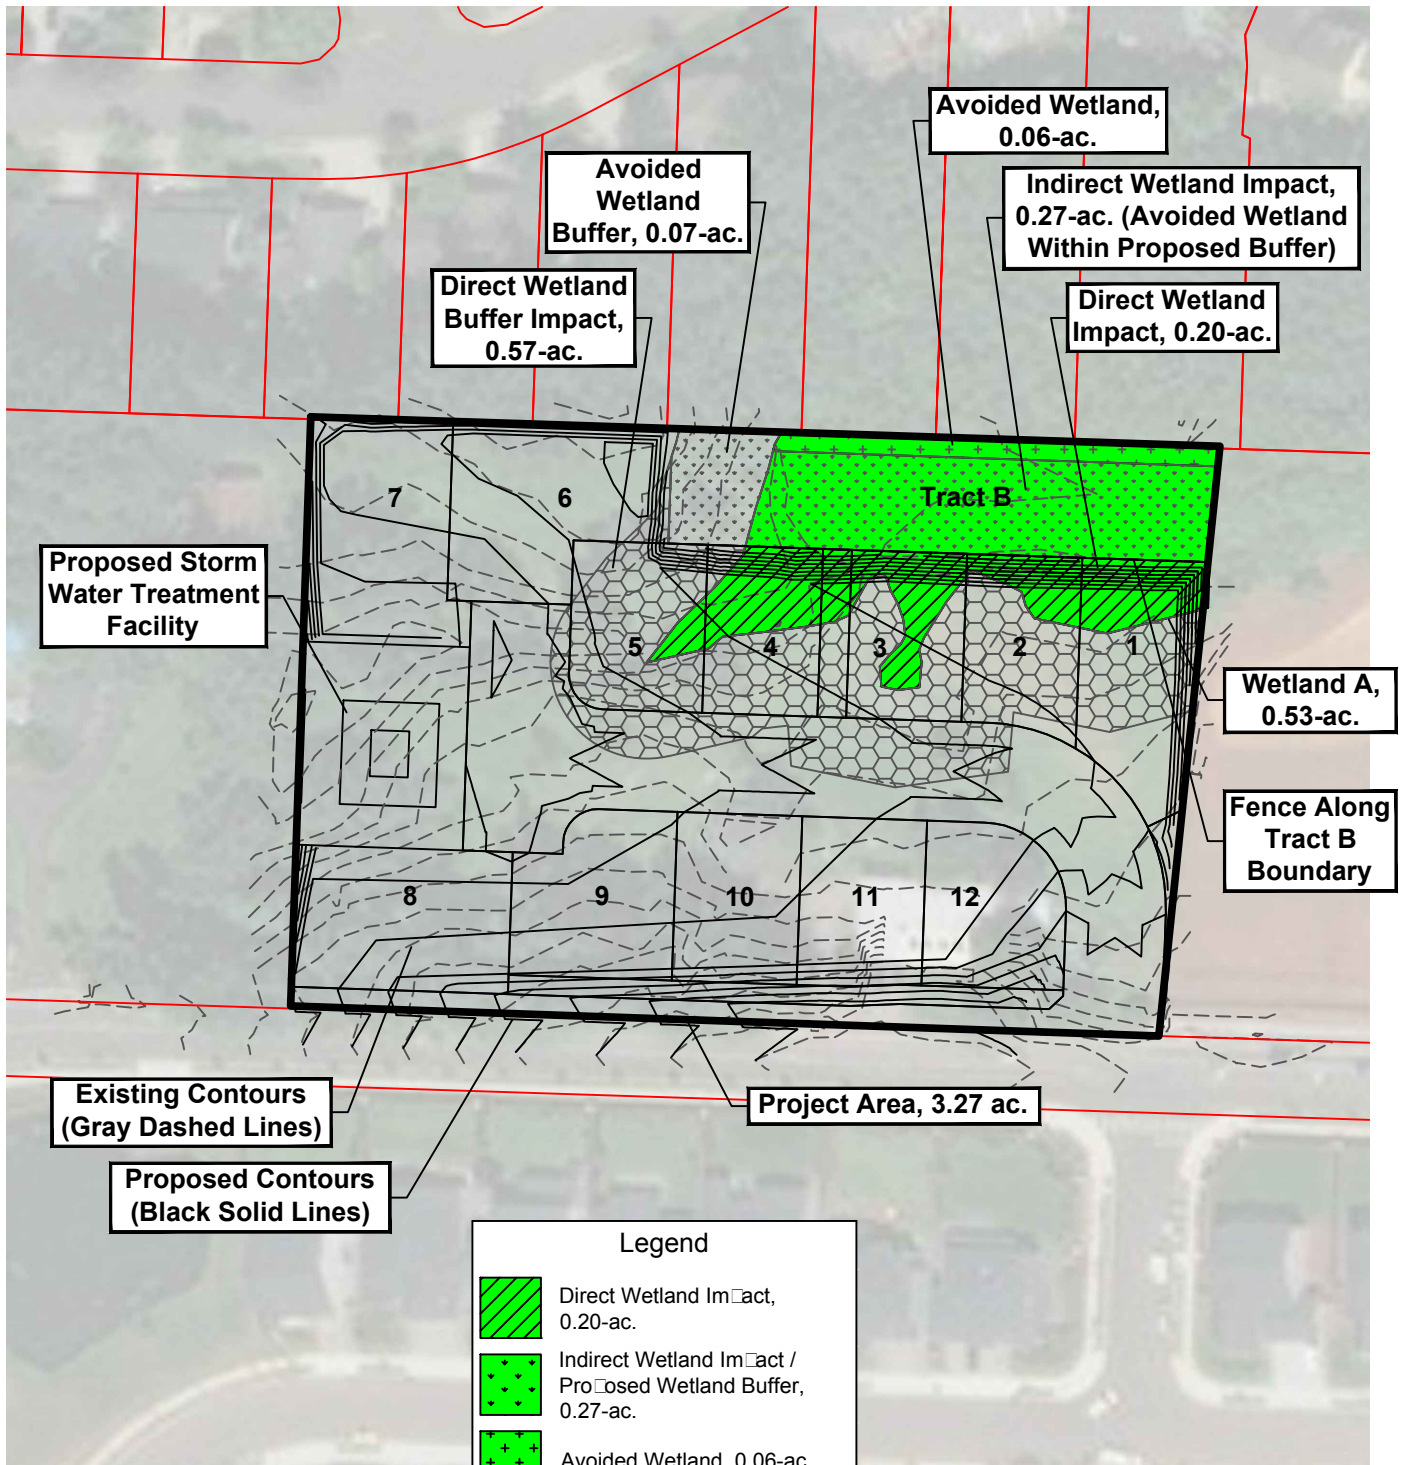 Avoided Wetland,
0.06-ac.
Avoided
Wetland
Buffer, 0.07-ac.
Indirect Wetland Impact,
0.27-ac. (Avoided Wetland
Within Proposed Buffer)
Direct Wetland
Buffer Impact,
0.57-ac.
Direct Wetland
Impact, 0.20-ac.
7
6
Tract B
Proposed Storm
Water Treatment
Facility
5
4
3
2
1
Wetland A,
0.53-ac.
Fence Along
Tract B
Boundary
8
9
10
11
12
Existing Contours
(Gray Dashed Lines)
Project Area, 3.27 ac.
Proposed Contours
(Black Solid Lines)
Legend
Direct Wetland Im□act,
0.20-ac.
Indirect Wetland Im□act /
Pro□osed Wetland Buffer,
0.27-ac.
Avoided Wetland, 0.06-ac